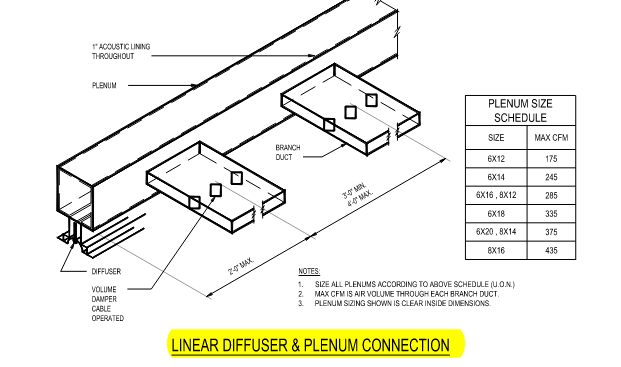 1" ACOUSTIC LINING
THROUGHOUT
PLENUM
BRANCH
DUCT
3'-0" MIN.
4'-0" MAX.
2'-0" MAX.
DIFFUSER
VOLUME
DAMPER
CABLE
OPERATED
PLENUM SIZE
SCHEDULE
SIZE MAX CFM
6X12 175
6X14 245
6X16 , 8X12 285
6X18 335
6X20 , 8X14 375
8X16 435
NOTES:
1. SIZE ALL PLENUMS ACCORDING TO ABOVE SCHEDULE (U.O.N.)
2. MAX CFM IS AIR VOLUME THROUGH EACH BRANCH DUCT.
3. PLENUM SIZING SHOWN IS CLEAR INSIDE DIMENSIONS.
LINEAR DIFFUSER & PLENUM CONNECTION